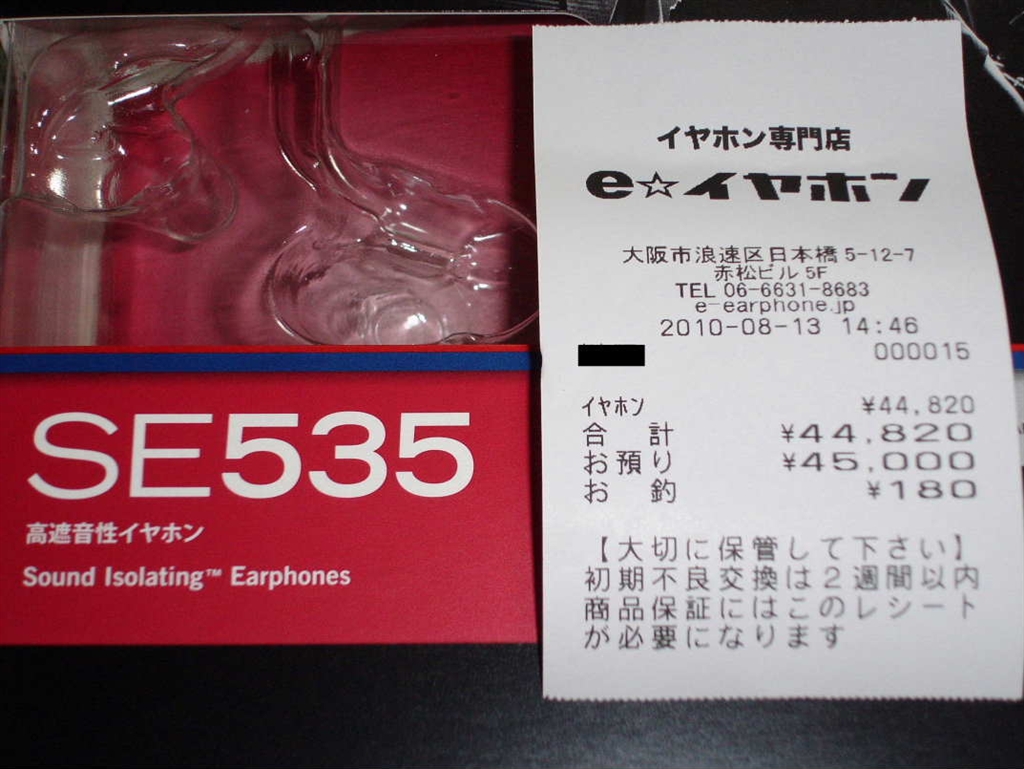 SE535
高遮音性イヤホン
Sound Isolating™ Earphones
イヤホン専門店
e☆イヤホン
大阪市浪速区日本橋5-12-7
赤松ビル5F
TEL 06-6631-8683
e-earphone.jp
2010-08-13 14:46
000015
イヤホン ¥44,820
合計 ¥44,820
お預り ¥45,000
お釣 ¥180
【大切に保管して下さい】
初期不良交換は2週間以内
商品保証にはこのレシート
が必要になります